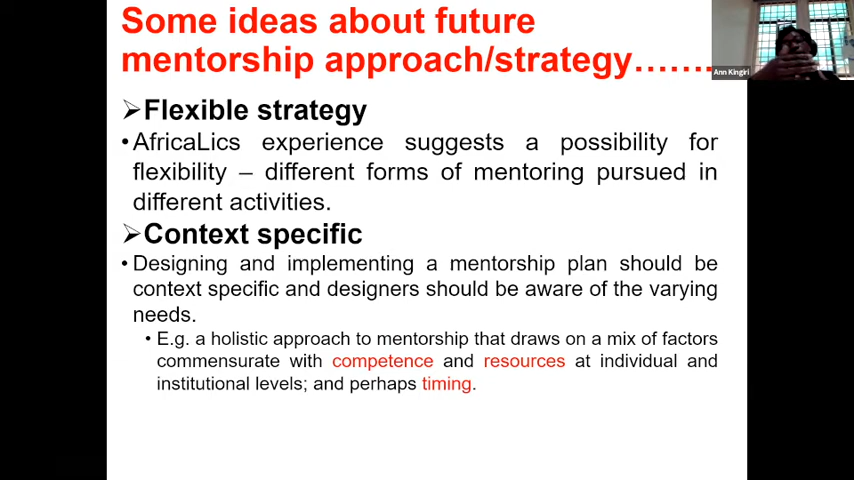 Some ideas about future
mentorship approach/strategy…….
Ann Kingiri
➢Flexible strategy
•AfricaLics experience suggests a possibility for
flexibility – different forms of mentoring pursued in
different activities.
➢Context specific
•Designing and implementing a mentorship plan should be
context specific and designers should be aware of the varying
needs.
•E.g. a holistic approach to mentorship that draws on a mix of factors
commensurate with competence and resources at individual and
institutional levels; and perhaps timing.